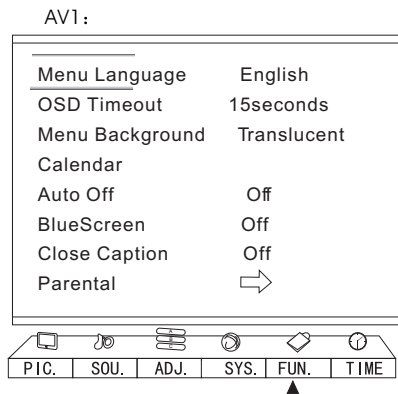 AV1:
Menu Language English
OSD Timeout 15seconds
Menu Background Translucent
Calendar
Auto Off Off
BlueScreen Off
Close Caption Off
Parental
PIC. SOU. ADJ. SYS. FUN. TIME